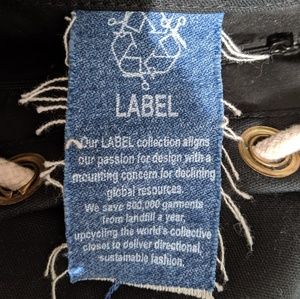 LABEL
Our LABEL collection aligns
our passion for design with a
mounting concern for declining
global resources.
We save 600,000 garments
from landfill a year,
upcycling the world's collective
closet to deliver directional,
sustainable fashion.